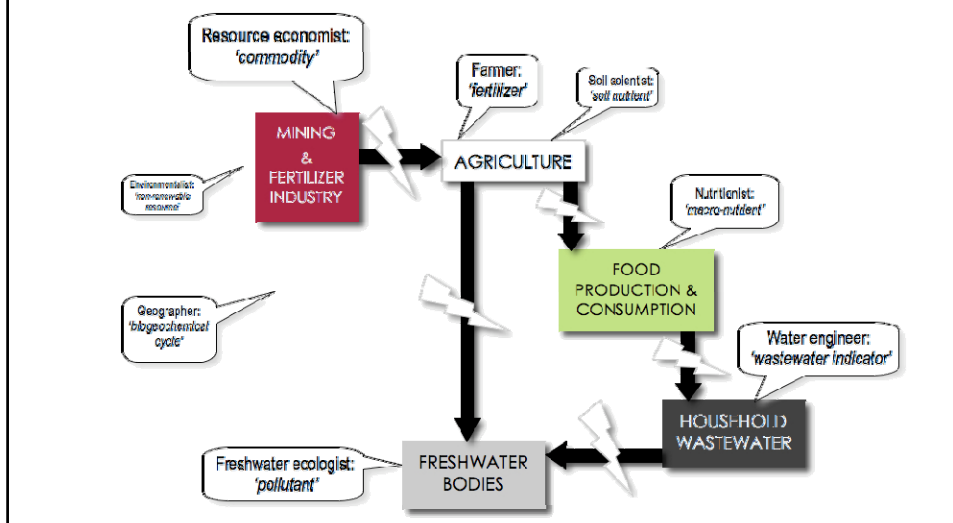 Resource economist:
'commodity'
Farmer:
'fertilizer'
Soil scientist:
'soil nutrient'
MINING
&
FERTILIZER
INDUSTRY
AGRICULTURE
Environmentalist:
'non-renewable
resource'
Nutritionist:
'macro-nutrient'
FOOD
PRODUCTION &
CONSUMPTION
Geographer:
'biogeochemical
cycle'
Water engineer:
'wastewater indicator'
HOUSEHOLD
WASTEWATER
Freshwater ecologist:
'pollutant'
FRESHWATER
BODIES